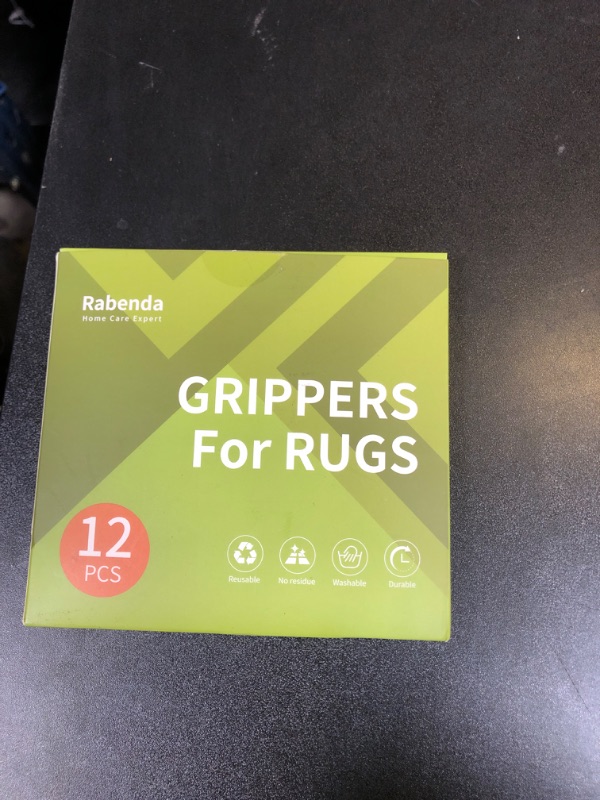 Rabenda
Home Care Expert
GRIPPERS
For RUGS
12
PCS
Reusable
No residue
Washable
Durable